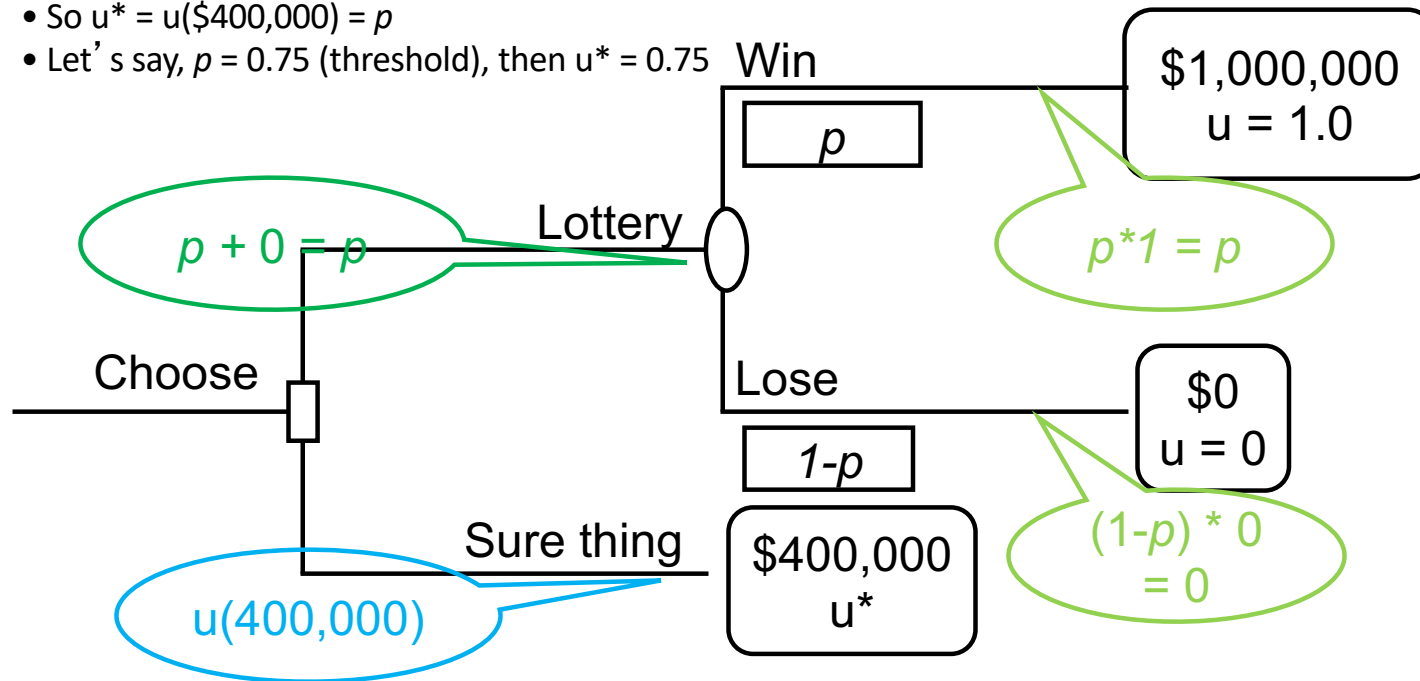 • So u* = u($400,000) = p
• Let's say, p = 0.75 (threshold), then u* = 0.75
Win
$1,000,000
u = 1.0
p
Lottery
p + 0 = p
p*1 = p
Choose
Lose
$0
u = 0
1-p
(1-p) * 0
= 0
Sure thing
$400,000
u*
u(400,000)